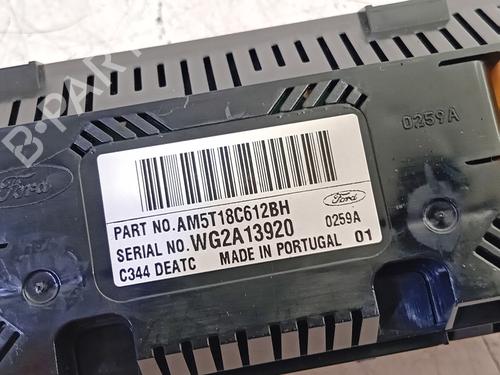 B-PARTS
0259A
Ford
PART NO.AM5T18C612BH
Ford
SERIAL NO.WG2A13920
0259A
C344 DEATC MADE IN PORTUGAL 01